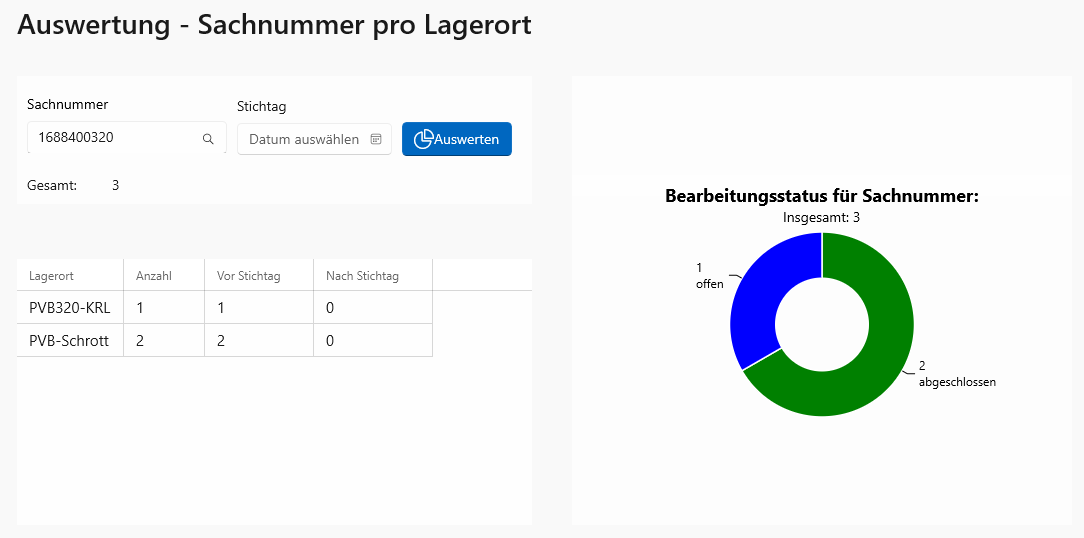 Auswertung - Sachnummer pro Lagerort
Sachnummer
Stichtag
1688400320
Datum auswählen
Auswerten
Gesamt: 3
Lagerort Anzahl Vor Stichtag Nach Stichtag
PVB320-KRL 1 1 0
PVB-Schrott 2 2 0
Bearbeitungsstatus für Sachnummer:
Insgesamt: 3
1
offen
2
abgeschlossen